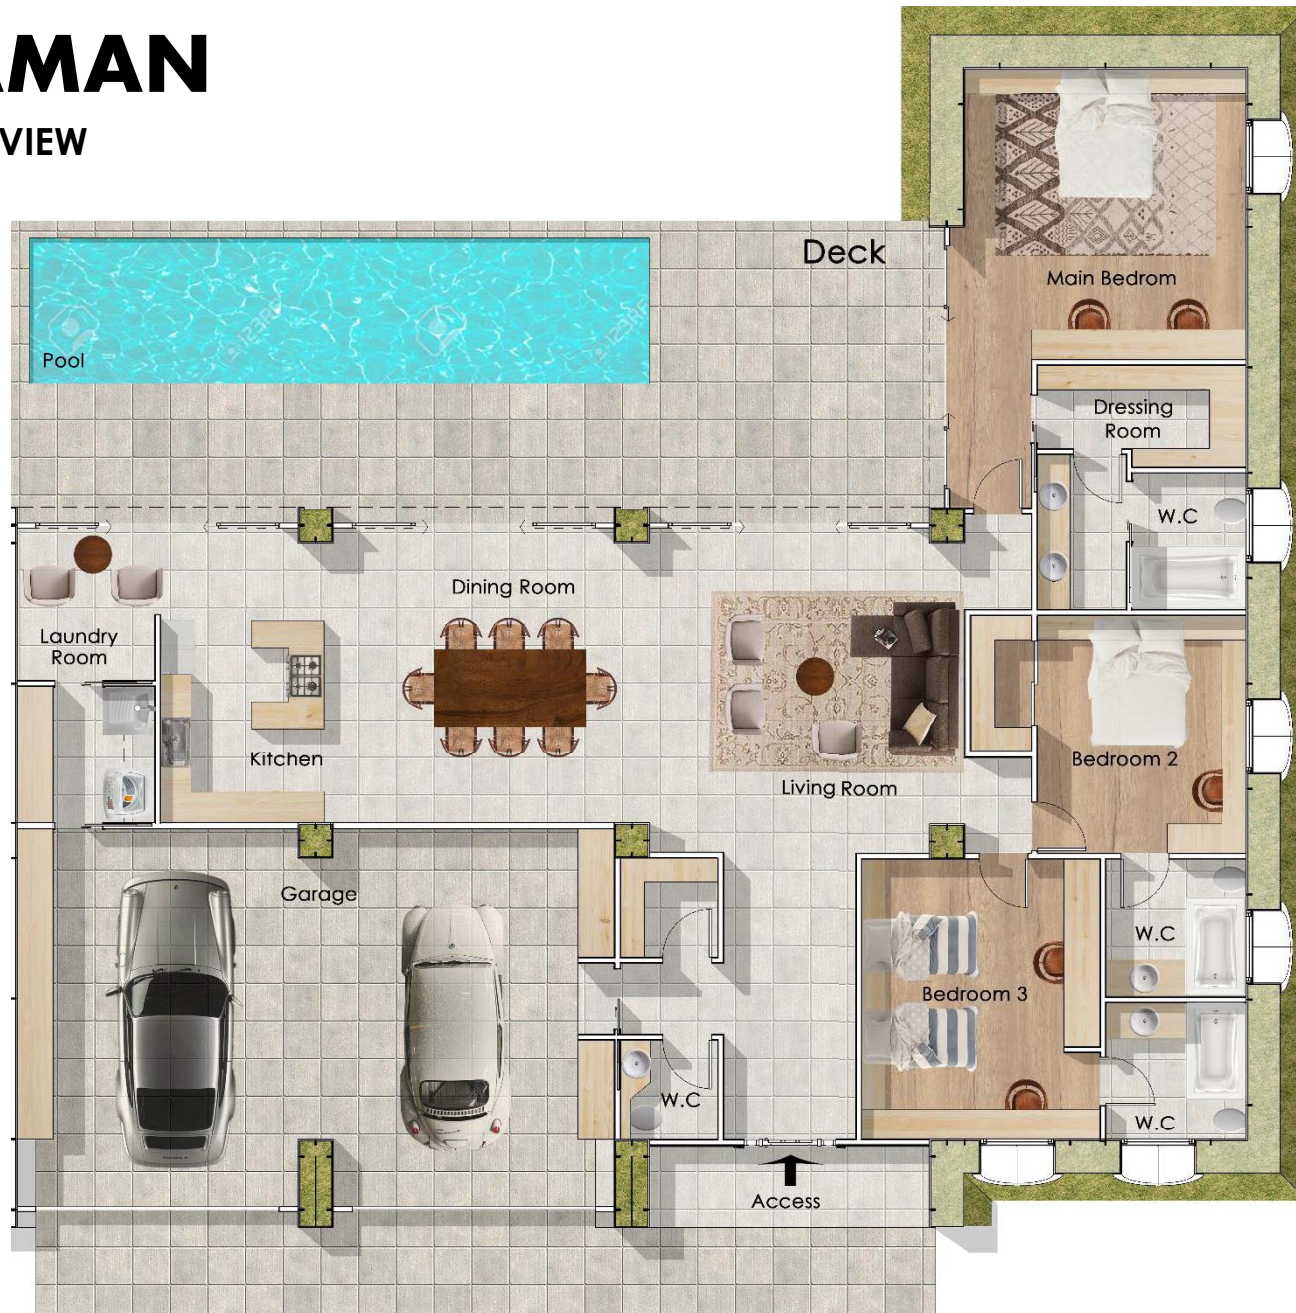 AMAN
VIEW
Deck
Main Bedrom
Pool
Dressing
Room
W.C
Dining Room
Laundry
Room
Kitchen
Living Room
Bedroom 2
Garage
W.C
Bedroom 3
W.C
W.C
Access